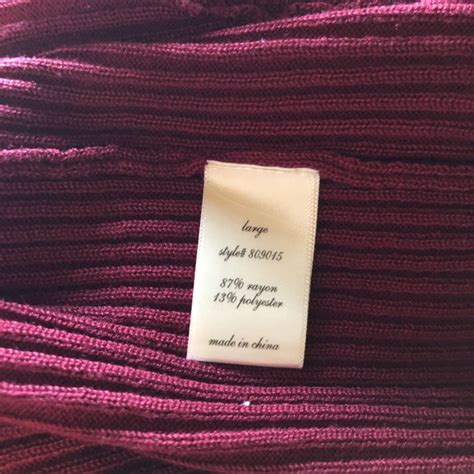 large
style# 809015
87% rayon
13% polyester
made in china